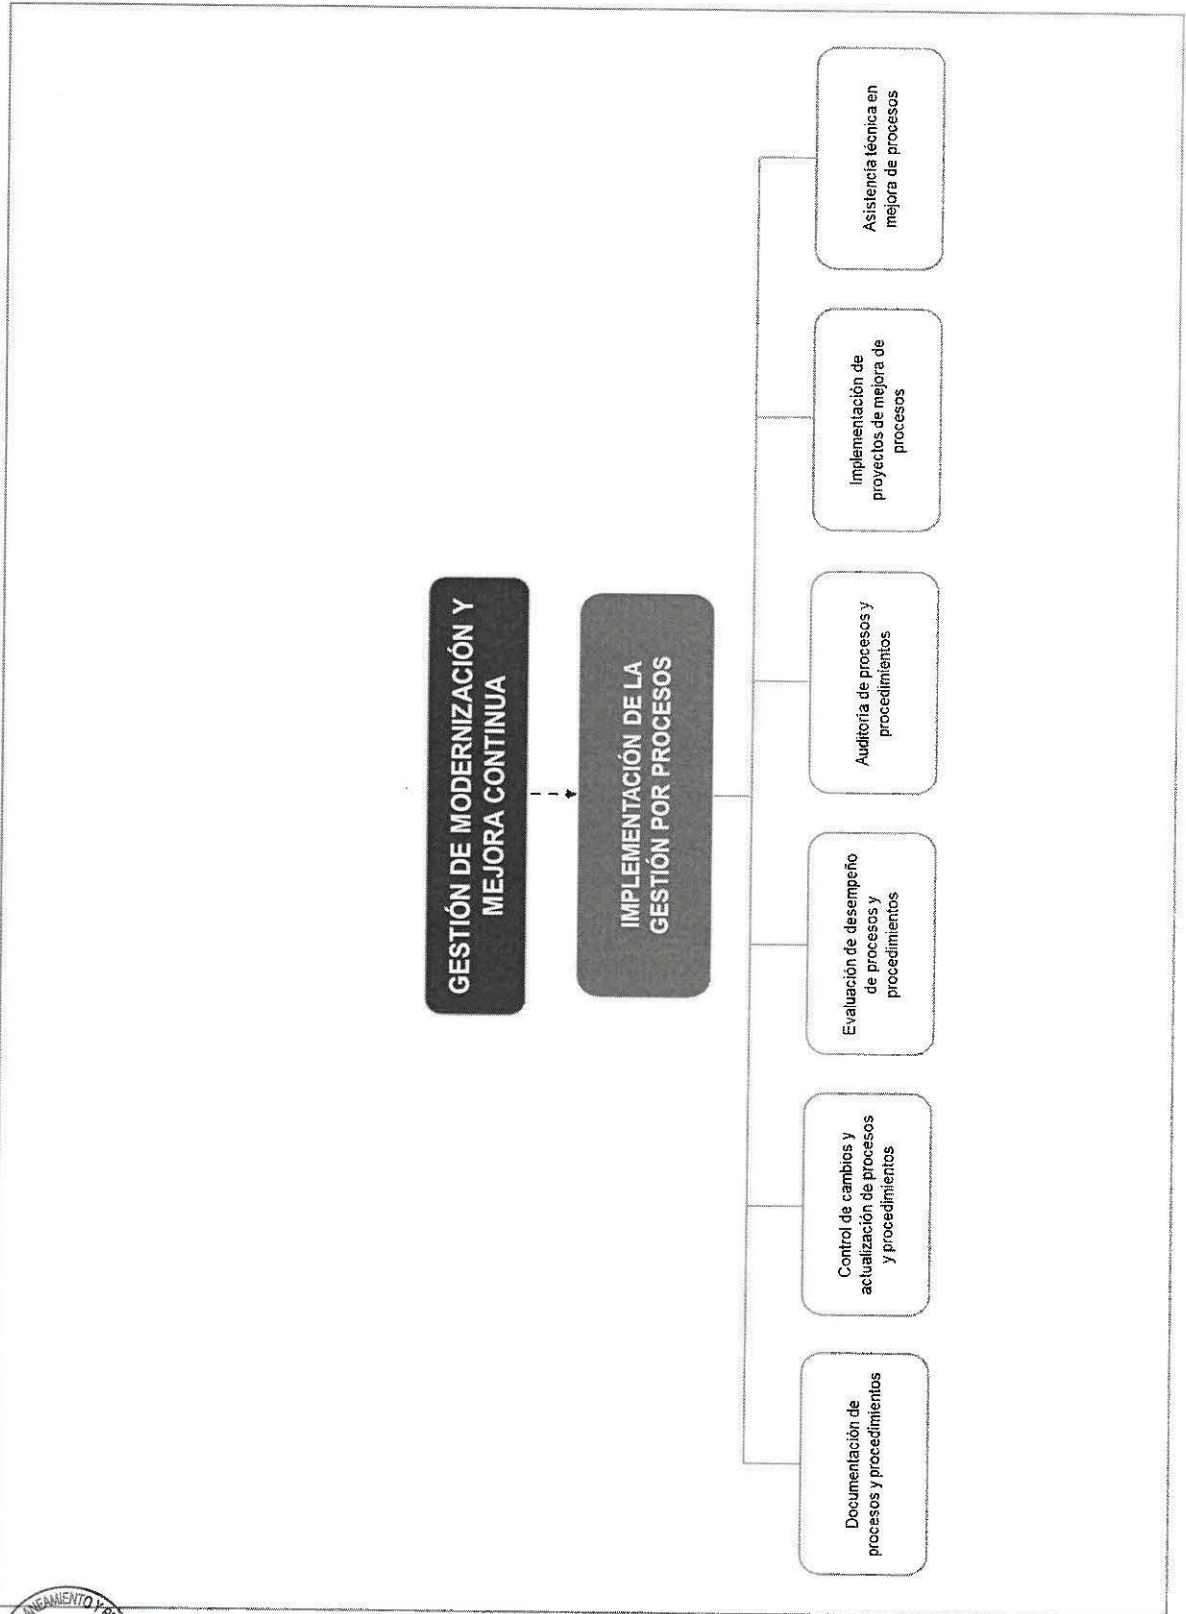 GESTIÓN DE MODERNIZACIÓN Y
MEJORA CONTINUA
IMPLEMENTACIÓN DE LA
GESTIÓN POR PROCESOS
Documentación de
procesos y procedimientos
Control de cambios y
actualización de procesos
y procedimientos
Evaluación de desempeño
de procesos y
procedimientos
Auditoria de procesos y
procedimientos
Implementación de
proyectos de mejora de
procesos
Asistencia técnica en
mejora de procesos